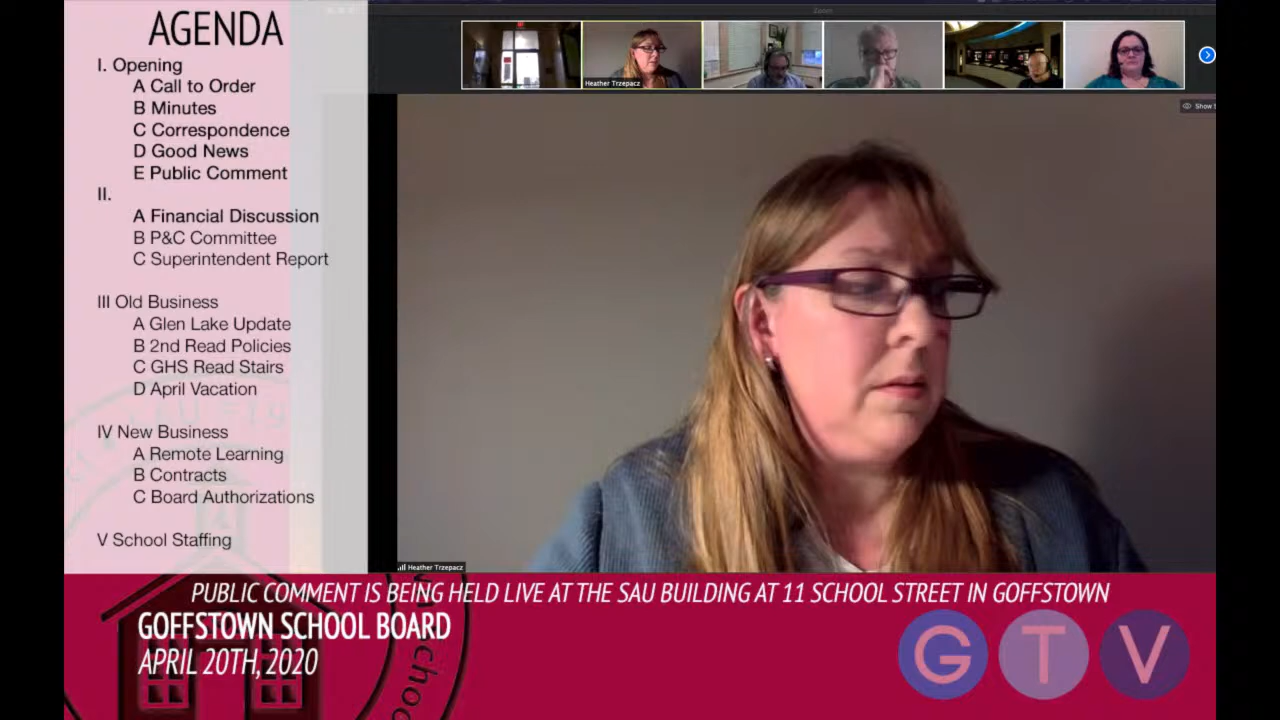 AGENDA
I. Opening
A Call to Order
B Minutes
C Correspondence
D Good News
E Public Comment
II.
A Financial Discussion
B P&C Committee
C Superintendent Report
III Old Business
A Glen Lake Update
B 2nd Read Policies
C GHS Read Stairs
D April Vacation
IV New Business
A Remote Learning
B Contracts
C Board Authorizations
V School Staffing
Zoom
Heather Trzepacz
Show S
Heather Trzepacz
PUBLIC COMMENT IS BEING HELD LIVE AT THE SAU BUILDING AT 11 SCHOOL STREET IN GOFFSTOWN
GOFFSTOWN SCHOOL BOARD
APRIL 20TH, 2020
G T V